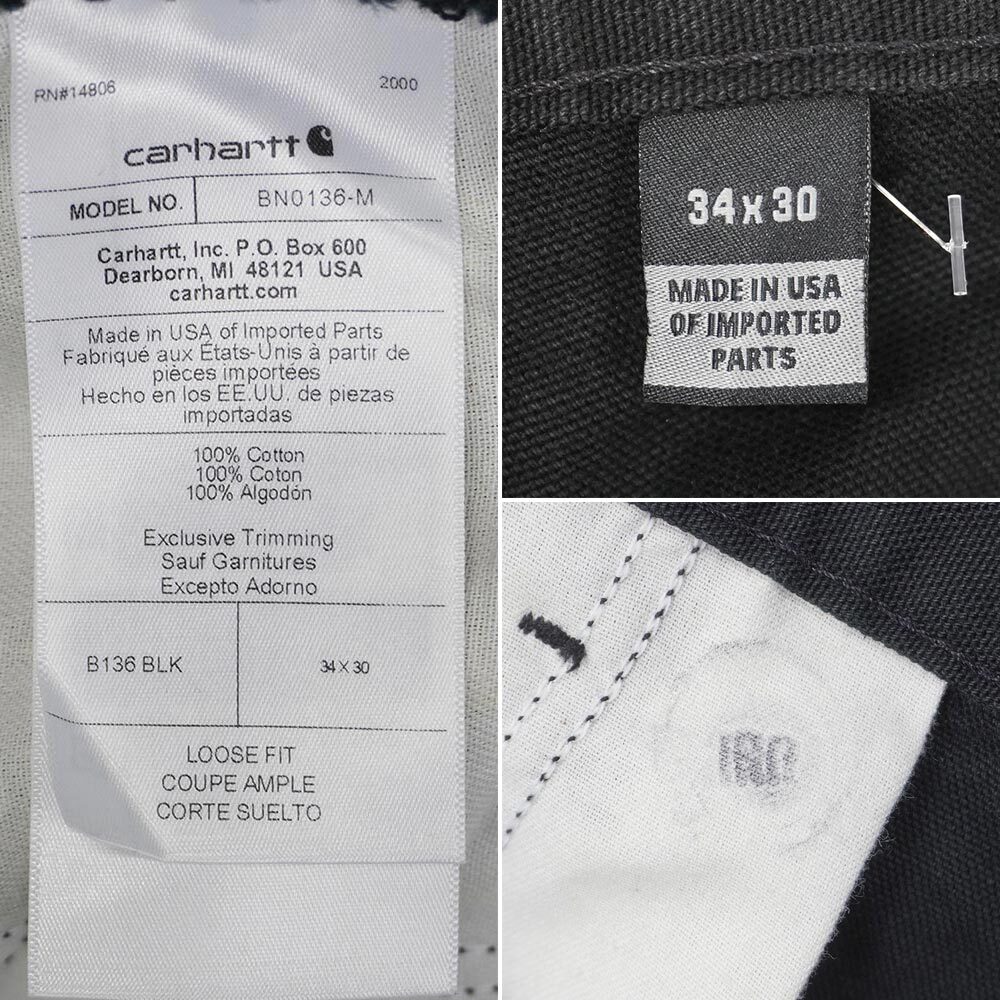 RN#14806 2000
carhartt
MODEL NO. BN0136-M
Carhartt, Inc. P.O. Box 600
Dearborn, MI 48121 USA
carhartt.com
Made in USA of Imported Parts
Fabriqué aux États-Unis à partir de
pièces importées
Hecho en los EE.UU. de piezas
importadas
100% Cotton
100% Coton
100% Algodón
Exclusive Trimming
Sauf Garnitures
Excepto Adorno
B136 BLK 34 X 30
LOOSE FIT
COUPE AMPLE
CORTE SUELTO
34 X 30
MADE IN USA
OF IMPORTED
PARTS